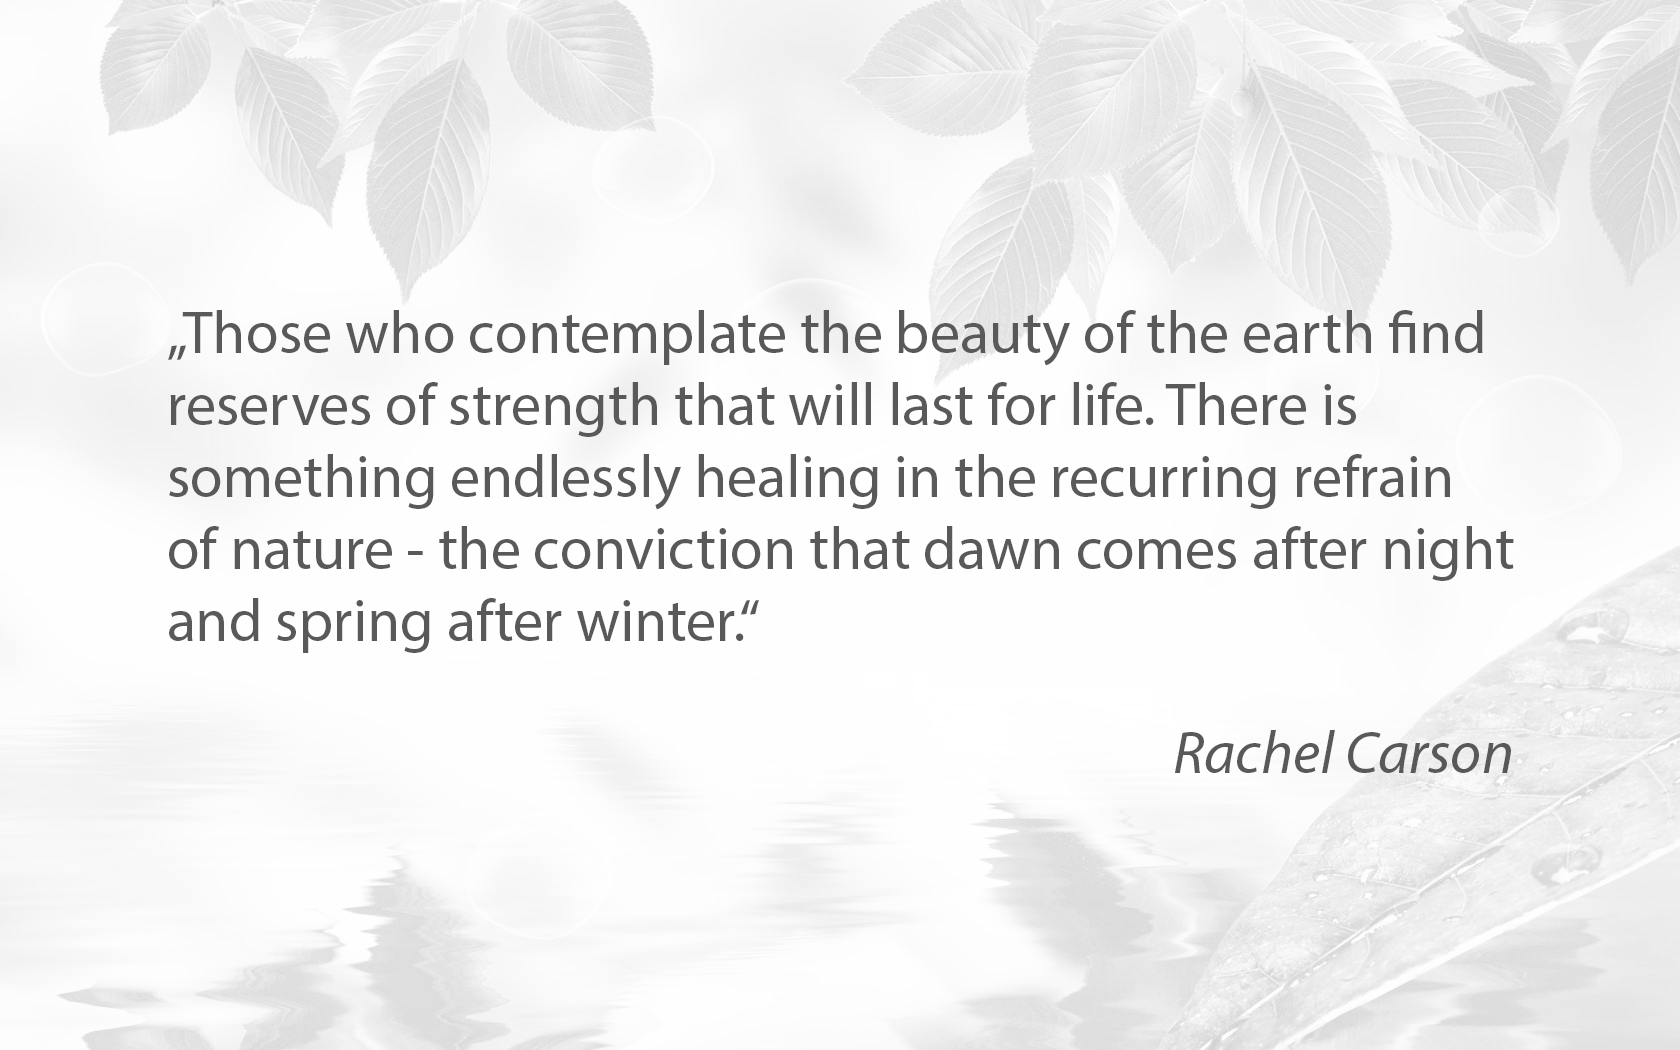 „Those who contemplate the beauty of the earth find
reserves of strength that will last for life. There is
something endlessly healing in the recurring refrain
of nature - the conviction that dawn comes after night
and spring after winter.“
Rachel Carson